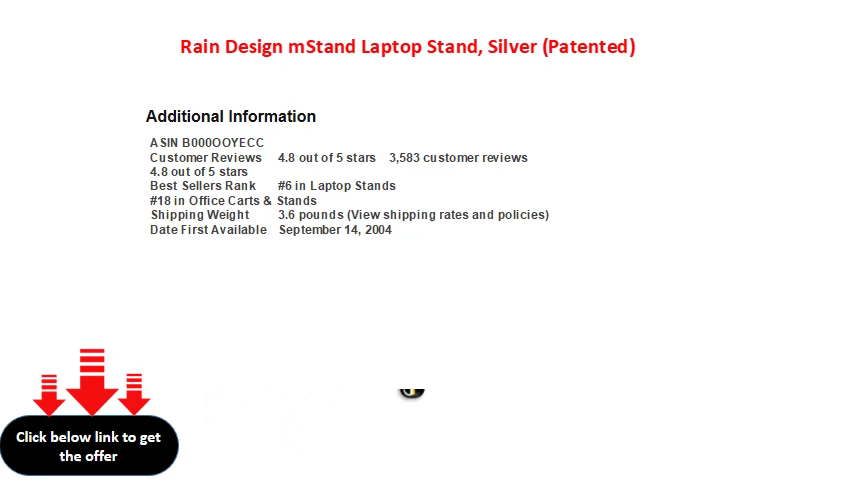 Rain Design mStand Laptop Stand, Silver (Patented)
Additional Information
ASIN B000OOYECC
Customer Reviews 4.8 out of 5 stars 3,583 customer reviews
4.8 out of 5 stars
Best Sellers Rank #6 in Laptop Stands
#18 in Office Carts & Stands
Shipping Weight 3.6 pounds (View shipping rates and policies)
Date First Available September 14, 2004
Click below link to get
the offer